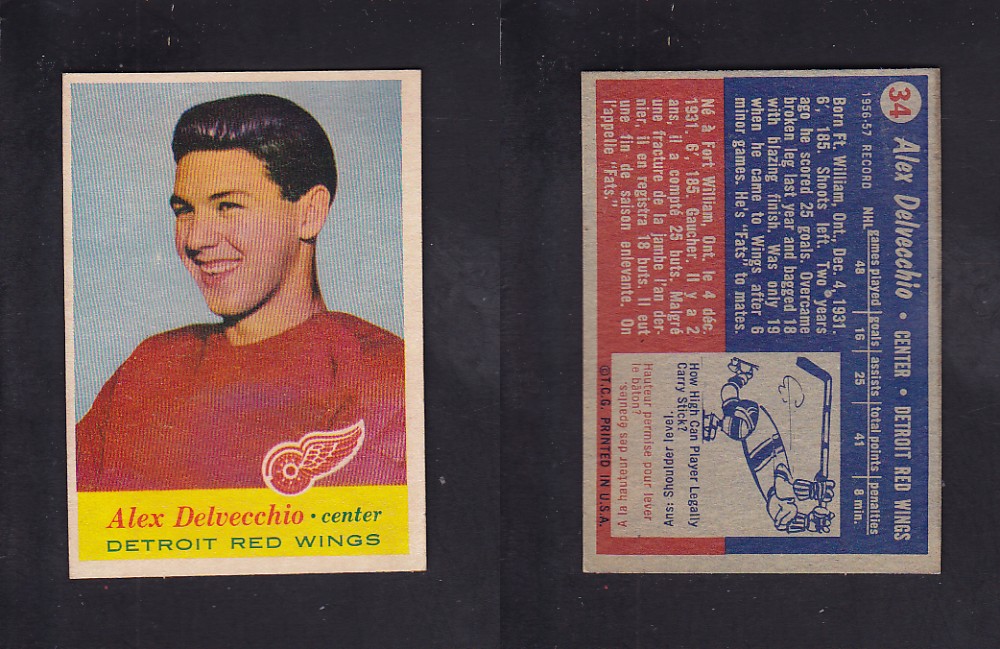 Alex Delvecchio • center
DETROIT RED WINGS
34
Alex Delvecchio • CENTER • DETROIT RED WINGS
1956-57 RECORD
NHL
games played goals assists total points penalties
48 16 25 41 8 min.
Born Ft. William, Ont., Dec. 4, 1931.
6', 185. Shoots left. Two years
ago he scored 25 goals. Overcame
broken leg last year and bagged 18
with blazing finish. Was only 19
when he came to Wings after 6
minor games. He's "Fats" to mates.
Né à Fort William, Ont. le 4 déc.
1931. 6', 185. Gaucher. Il y a 2
ans, il a compté 25 buts. Malgré
une fracture de la jambe l'an der-
nier, il en registra 18 buts. Il eut
une fin de saison enlevante. On
l'appelle "Fats."
How High Can Player Legally
Carry Stick?
Ans. Shoulder level.
Hauteur permise pour lever
le bâton?
A la hauteur des épaules.
©T.C.G. PRINTED IN U.S.A.